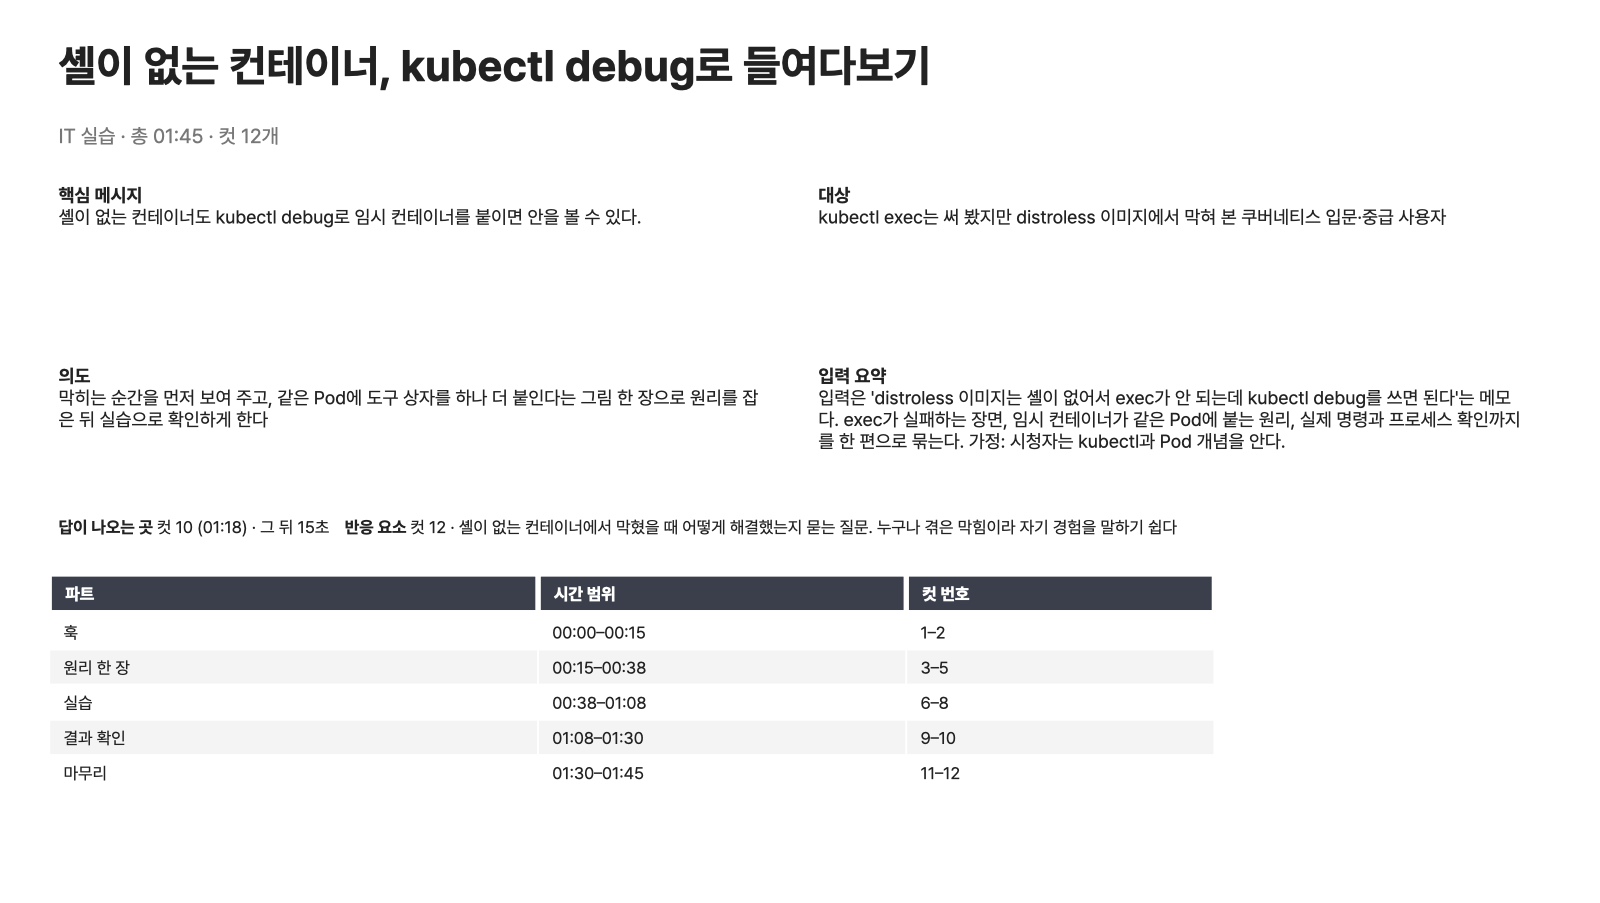 셸이 없는 컨테이너, kubectl debug로 들여다보기
IT 실습 · 총 01:45 · 컷 12개
핵심 메시지
셸이 없는 컨테이너도 kubectl debug로 임시 컨테이너를 붙이면 안을 볼 수 있다.
대상
kubectl exec는 써 봤지만 distroless 이미지에서 막혀 본 쿠버네티스 입문·중급 사용자
의도
막히는 순간을 먼저 보여 주고, 같은 Pod에 도구 상자를 하나 더 붙인다는 그림 한 장으로 원리를 잡
은 뒤 실습으로 확인하게 한다
입력 요약
입력은 'distroless 이미지는 셸이 없어서 exec가 안 되는데 kubectl debug를 쓰면 된다'는 메모
다. exec가 실패하는 장면, 임시 컨테이너가 같은 Pod에 붙는 원리, 실제 명령과 프로세스 확인까지
를 한 편으로 묶는다. 가정: 시청자는 kubectl과 Pod 개념을 안다.
답이 나오는 곳 컷 10 (01:18) · 그 뒤 15초 반응 요소 컷 12 · 셸이 없는 컨테이너에서 막혔을 때 어떻게 해결했는지 묻는 질문. 누구나 겪은 막힘이라 자기 경험을 말하기 쉽다
파트 시간 범위 컷 번호
훅 00:00–00:15 1–2
원리 한 장 00:15–00:38 3–5
실습 00:38–01:08 6–8
결과 확인 01:08–01:30 9–10
마무리 01:30–01:45 11–12